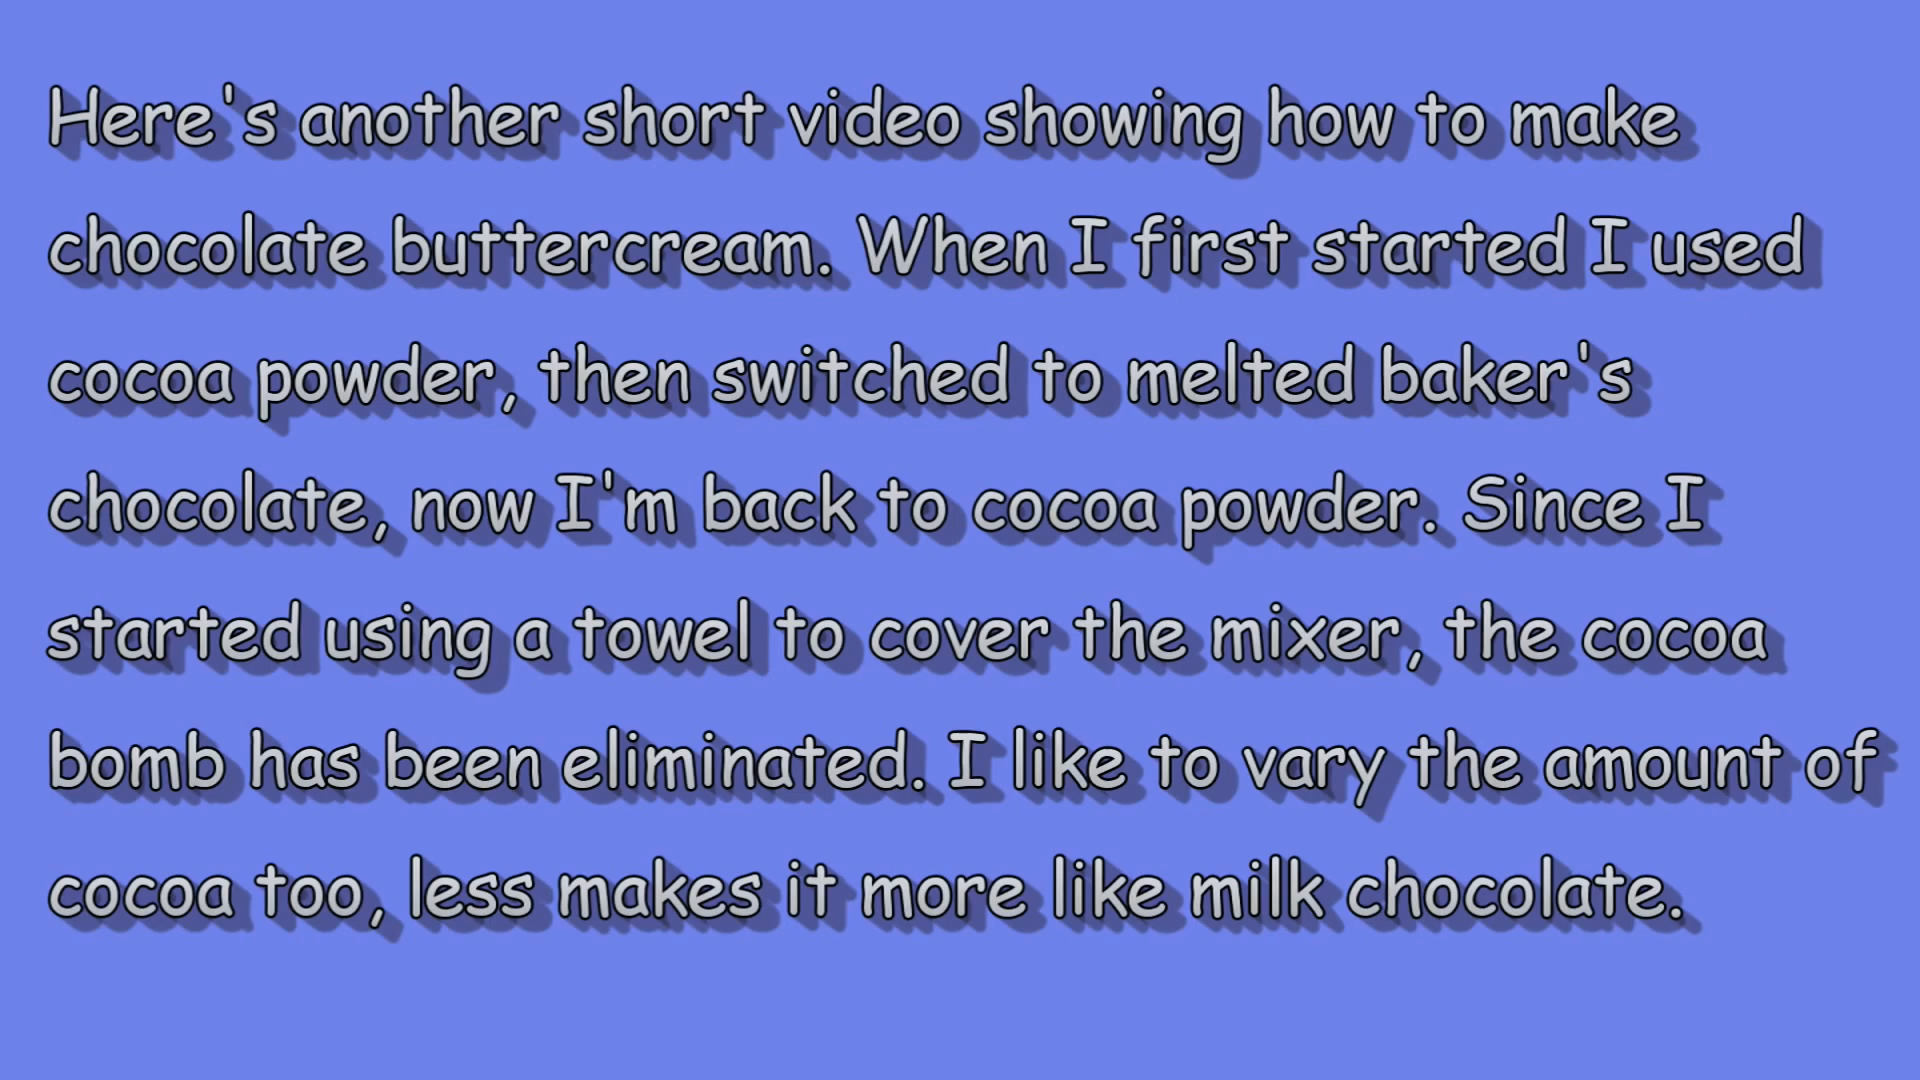 Here's another short video showing how to make
chocolate buttercream. When I first started I used
cocoa powder, then switched to melted baker's
chocolate, now I'm back to cocoa powder. Since I
started using a towel to cover the mixer, the cocoa
bomb has been eliminated. I like to vary the amount of
cocoa too, less makes it more like milk chocolate.